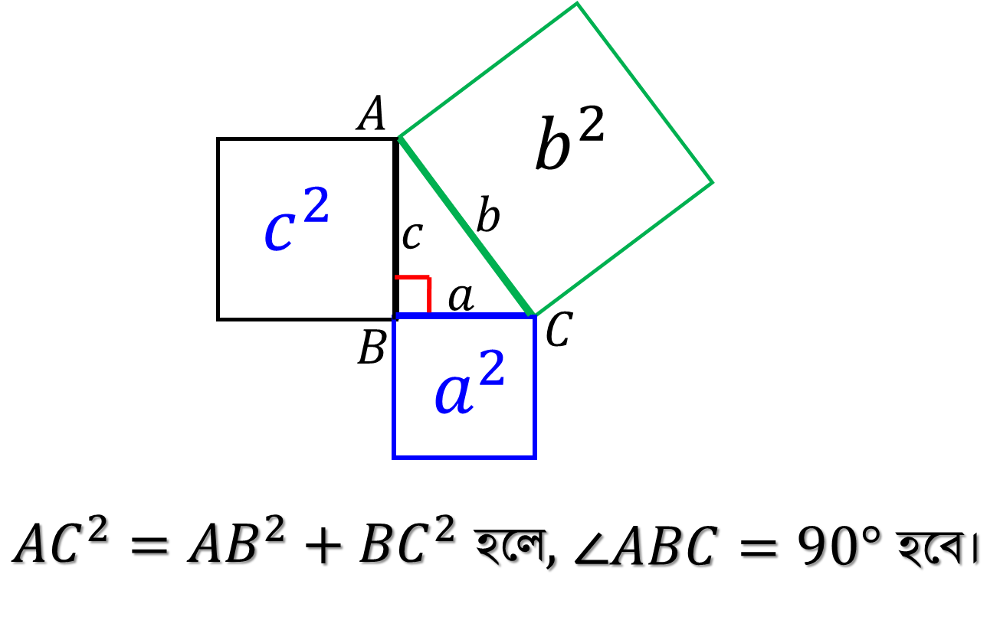 A
b²
c²
b
c
a
B
C
a²
AC² = AB² + BC² হলে, ∠ABC = 90° হবে।